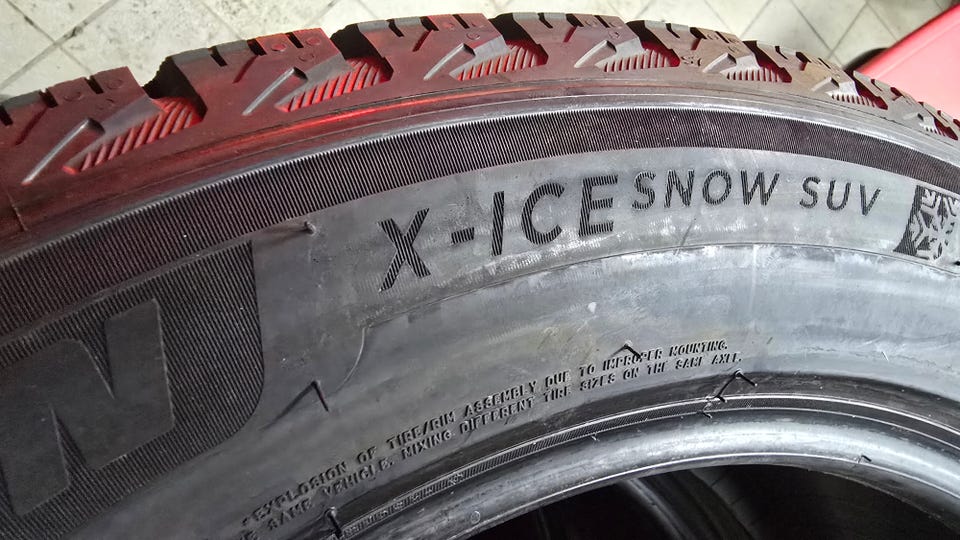 N
X-ICE SNOW SUV
EXPLOSION OF TIRE/RIM ASSEMBLY DUE TO IMPROPER MOUNTING.
SAME VEHICLE. MIXING DIFFERENT TIRE SIZES ON THE SAME AXLE.